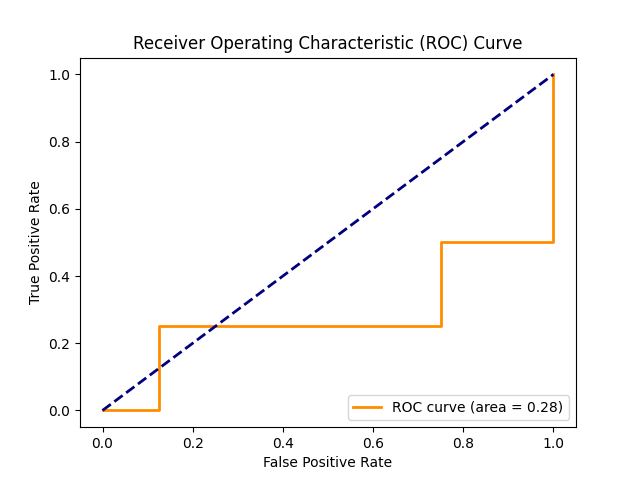 Receiver Operating Characteristic (ROC) Curve
True Positive Rate
1.0
0.8
0.6
0.4
0.2
0.0
ROC curve (area = 0.28)
0.0 0.2 0.4 0.6 0.8 1.0
False Positive Rate